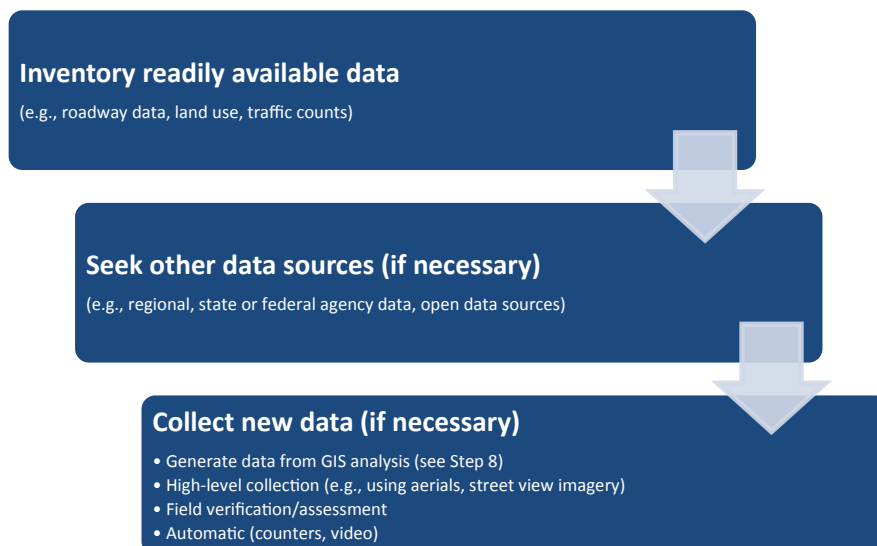 Inventory readily available data
(e.g., roadway data, land use, traffic counts)
Seek other data sources (if necessary)
(e.g., regional, state or federal agency data, open data sources)
Collect new data (if necessary)
• Generate data from GIS analysis (see Step 8)
• High-level collection (e.g., using aerials, street view imagery)
• Field verification/assessment
• Automatic (counters, video)